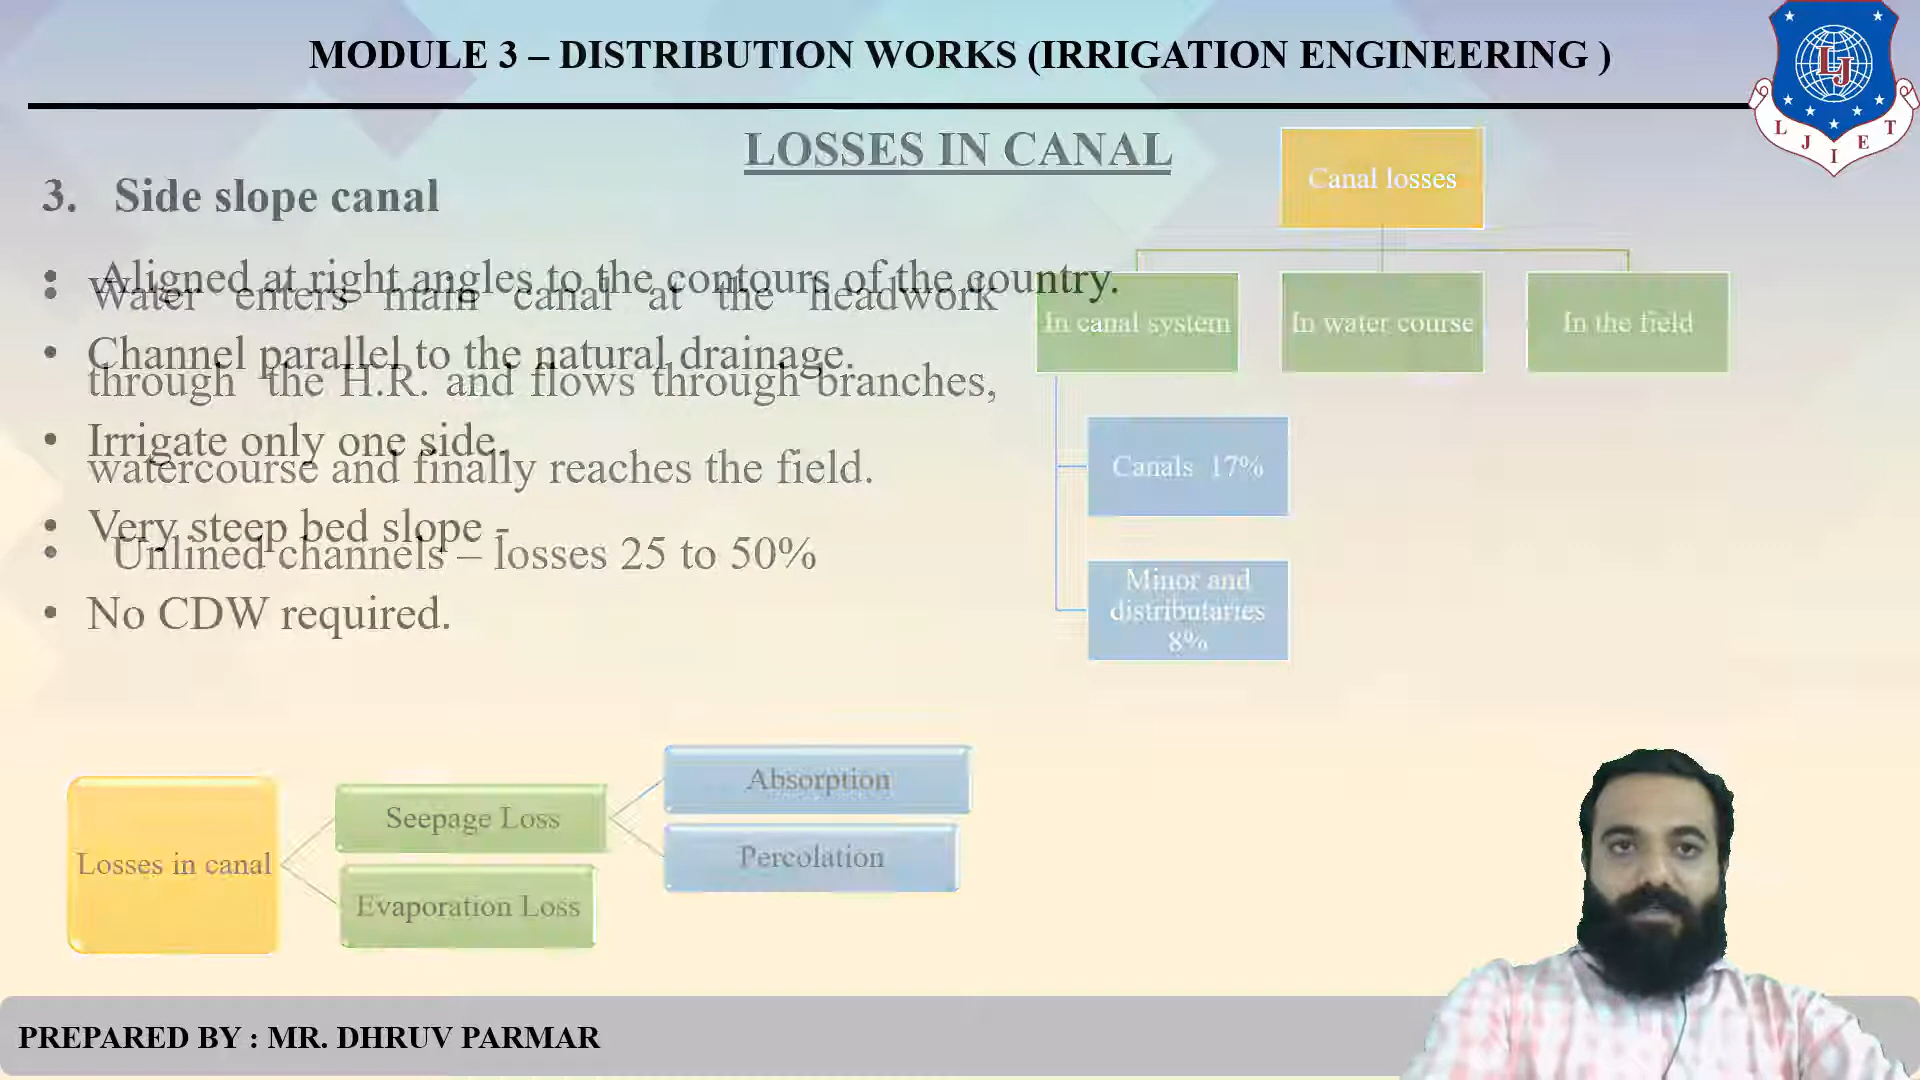 MODULE 3 – DISTRIBUTION WORKS (IRRIGATION ENGINEERING )
L J I E T
LJ
LOSSES IN CANAL
3. Side slope canal
• Aligned at right angles to the contours of the country.
• Channel parallel to the natural drainage.
• Irrigate only one side.
• Very steep bed slope -
• No CDW required.
• Water enters main canal at the headwork
through the H.R. and flows through branches,
watercourse and finally reaches the field.
• Unlined channels – losses 25 to 50%
Canal losses
In canal system
In water course
In the field
Canals 17%
Minor and
distributaries
8%
Losses in canal
Seepage Loss
Evaporation Loss
Absorption
Percolation
PREPARED BY : MR. DHRUV PARMAR